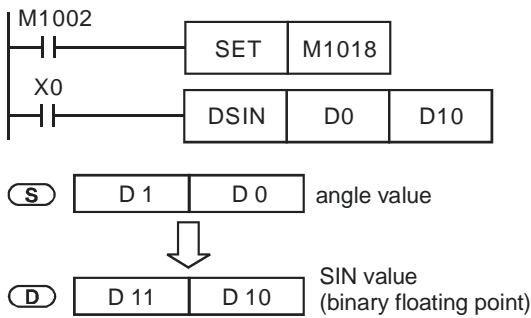 M1002
SET M1018
X0
DSIN D0 D10
S D 1 D 0 angle value
D D 11 D 10 SIN value
(binary floating point)